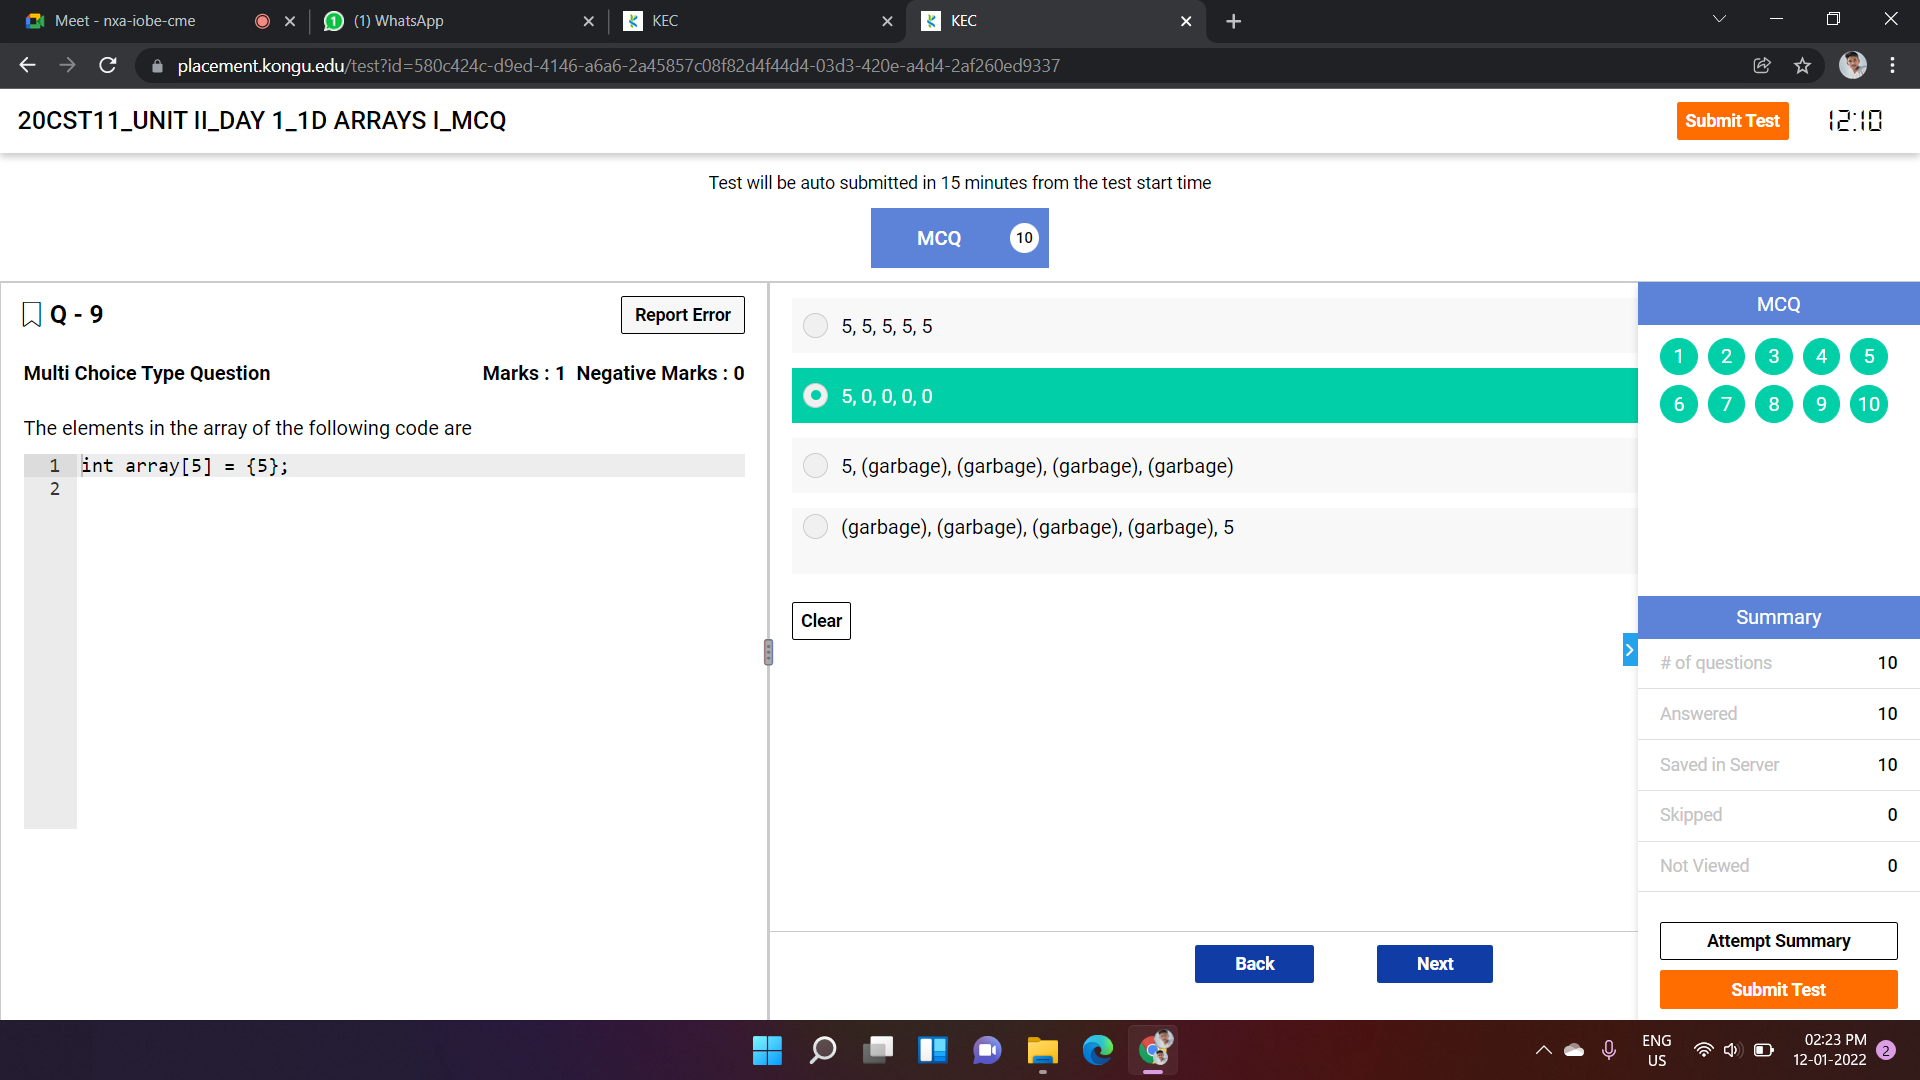 Meet - nxa-iobe-cme
(1) WhatsApp
KEC
KEC
placement.kongu.edu/test?id=580c424c-d9ed-4146-a6a6-2a45857c08f82d4f44d4-03d3-420e-a4d4-2af260ed9337
20CST11_UNIT II_DAY 1_1D ARRAYS I_MCQ
Submit Test
12:10
Test will be auto submitted in 15 minutes from the test start time
MCQ 10
Q - 9
Report Error
Multi Choice Type Question
Marks : 1 Negative Marks : 0
The elements in the array of the following code are
1 int array[5] = {5};
2
5, 5, 5, 5, 5
5, 0, 0, 0, 0
5, (garbage), (garbage), (garbage), (garbage)
(garbage), (garbage), (garbage), (garbage), 5
Clear
Back
Next
MCQ
1 2 3 4 5
6 7 8 9 10
Summary
# of questions 10
Answered 10
Saved in Server 10
Skipped 0
Not Viewed 0
Attempt Summary
Submit Test
ENG
US
02:23 PM
12-01-2022
2